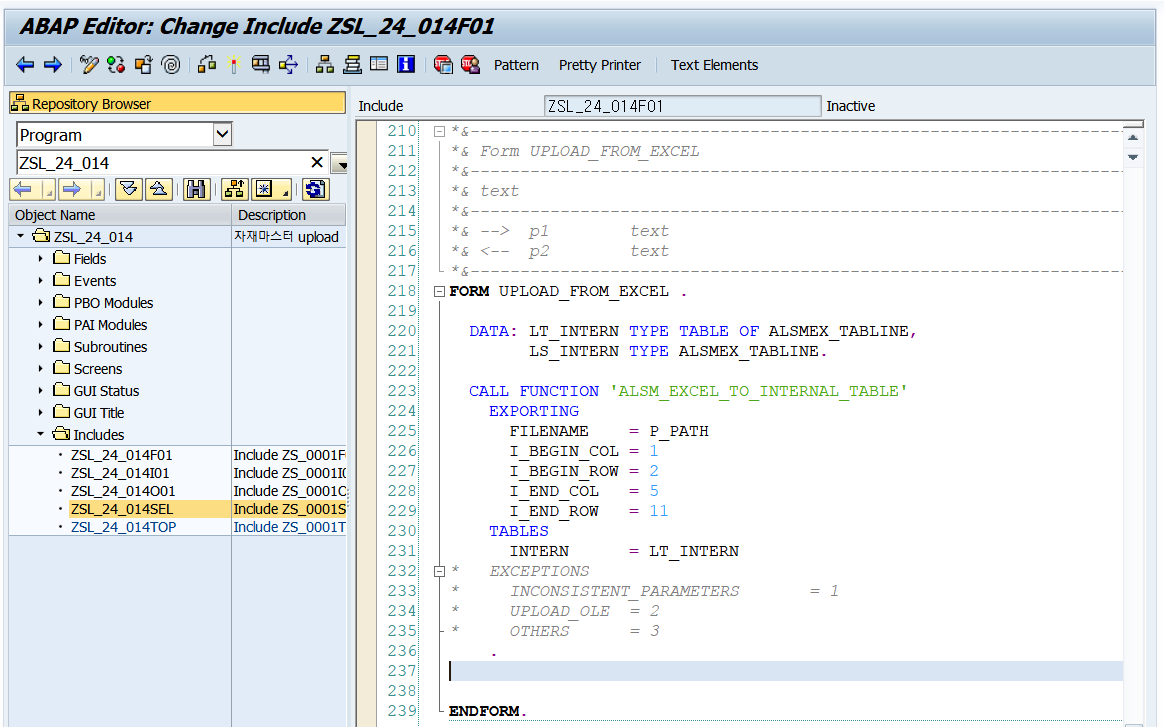 ABAP Editor: Change Include ZSL_24_014F01
Pattern Pretty Printer Text Elements
Repository Browser
Program
ZSL_24_014
Object Name Description
ZSL_24_014 자재마스터 upload
Fields
Events
PBO Modules
PAI Modules
Subroutines
Screens
GUI Status
GUI Title
Includes
ZSL_24_014F01 Include ZS_0001F
ZSL_24_014I01 Include ZS_0001I
ZSL_24_014O01 Include ZS_0001
ZSL_24_014SEL Include ZS_0001S
ZSL_24_014TOP Include ZS_0001T
Include ZSL_24_014F01 Inactive
210 *&---------------------------------------------------------------------
211 *& Form UPLOAD_FROM_EXCEL
212 *&---------------------------------------------------------------------
213 *& text
214 *&---------------------------------------------------------------------
215 *& --> p1 text
216 *& <-- p2 text
217 *&---------------------------------------------------------------------
218 FORM UPLOAD_FROM_EXCEL .
219
220 DATA: LT_INTERN TYPE TABLE OF ALSMEX_TABLINE,
221 LS_INTERN TYPE ALSMEX_TABLINE.
222
223 CALL FUNCTION 'ALSM_EXCEL_TO_INTERNAL_TABLE'
224 EXPORTING
225 FILENAME = P_PATH
226 I_BEGIN_COL = 1
227 I_BEGIN_ROW = 2
228 I_END_COL = 5
229 I_END_ROW = 11
230 TABLES
231 INTERN = LT_INTERN
232 * EXCEPTIONS
233 * INCONSISTENT_PARAMETERS = 1
234 * UPLOAD_OLE = 2
235 * OTHERS = 3
236 .
237
238
239 ENDFORM.